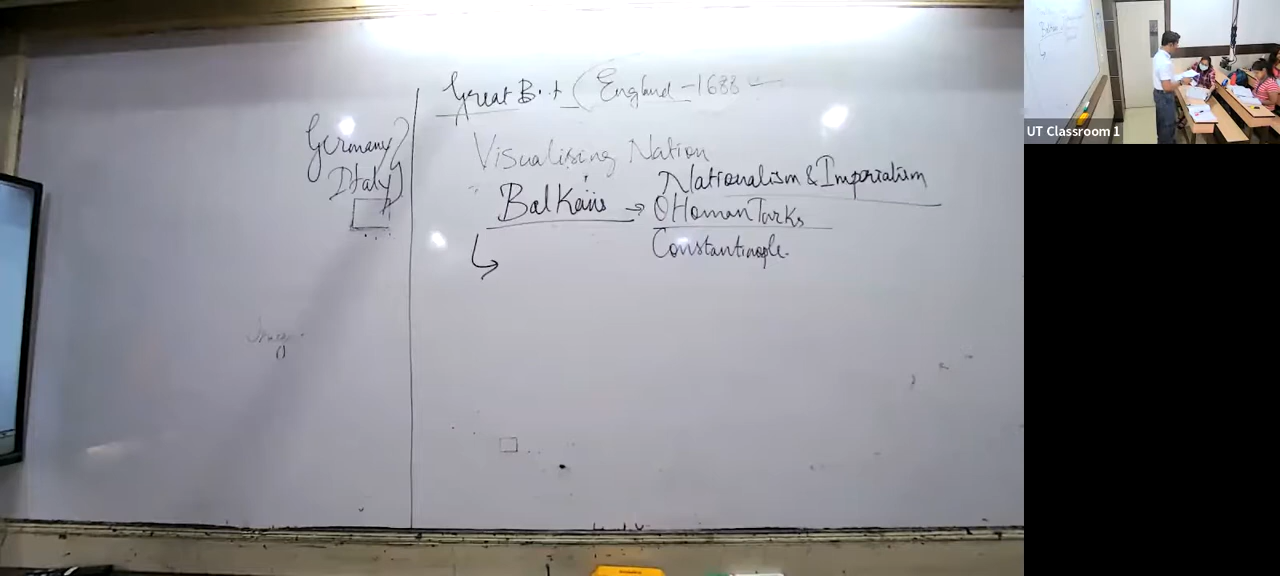 Great Brit (England - 1688
Germany
Italy
Visualising Nation
Nationalism & Imperialism
Balkans → Ottoman Turks
Constantinople.
UT Classroom 1